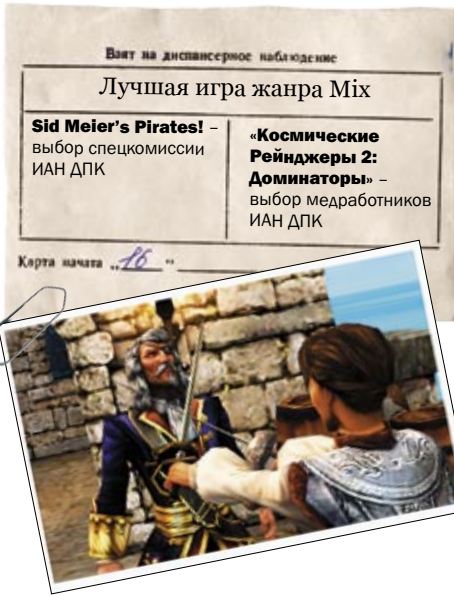 Взят на диспансерное наблюдение
Лучшая игра жанра Mix
Sid Meier's Pirates! –
выбор спецкомиссии
ИАН ДПК
«Космические
Рейнджеры 2:
Доминаторы» –
выбор медработников
ИАН ДПК
Карта начата „16 “